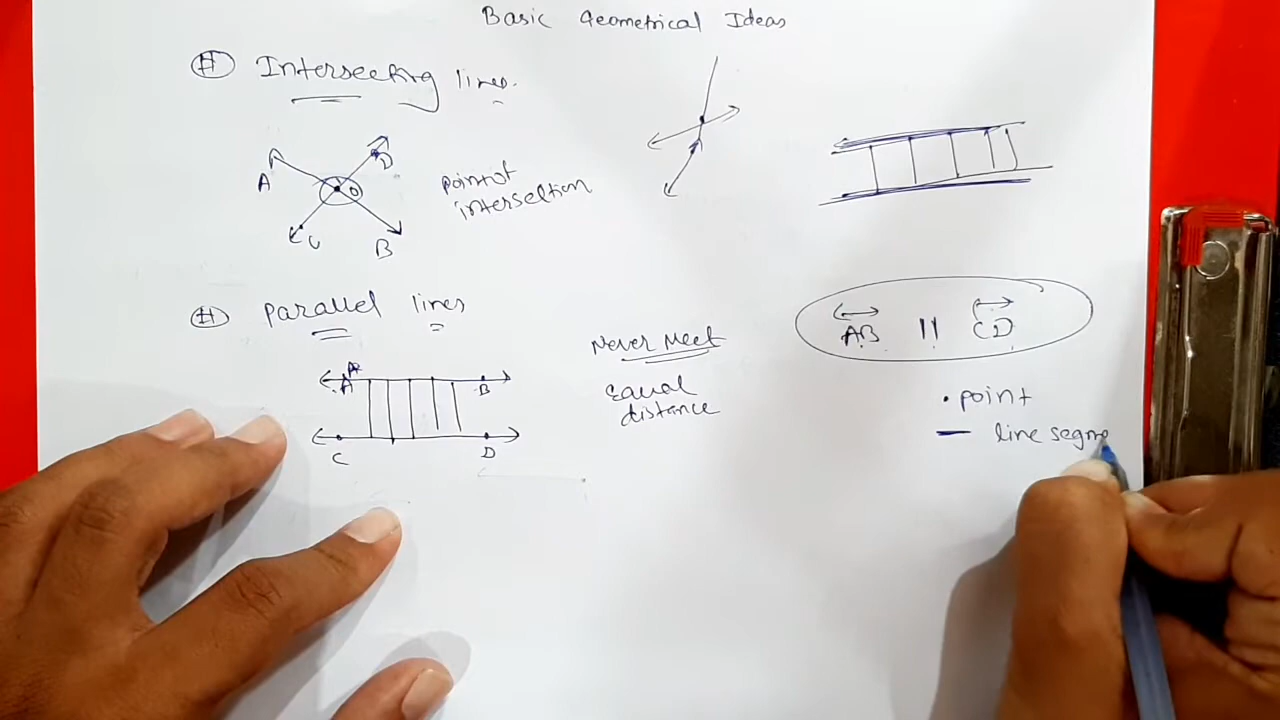 Basic Geometrical Ideas
# Intersecting lines.
A
D
O
C
B
point of
intersection
# Parallel lines
A
B
C
D
Never Meet
Equal
distance
AB || CD
. point
— line segme